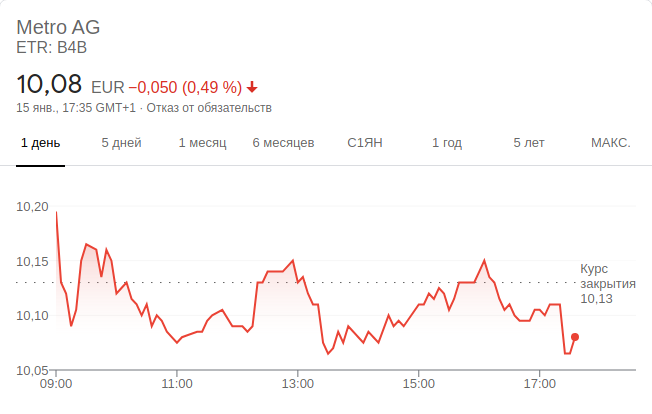 Metro AG
ETR: B4B
10,08 EUR −0,050 (0,49 %)
15 янв., 17:35 GMT+1 · Отказ от обязательств
1 день 5 дней 1 месяц 6 месяцев С1ЯН 1 год 5 лет МАКС.
10,20
10,15
Курс
закрытия
10,13
10,10
10,05
09:00 11:00 13:00 15:00 17:00